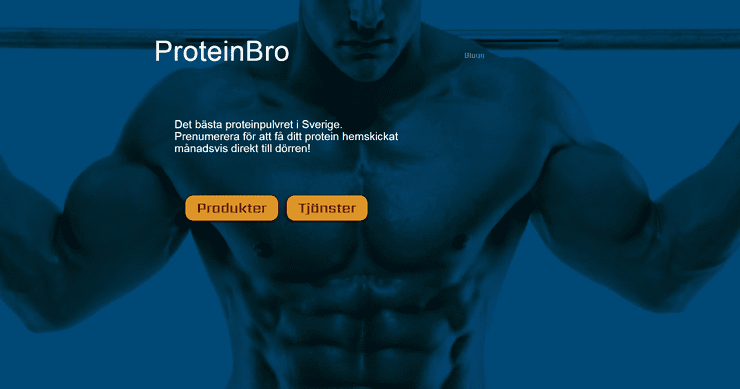 ProteinBro
Det bästa proteinpulvret i Sverige.
Prenumerera för att få ditt protein hemskickat
månadsvis direkt till dörren!
Produkter Tjänster